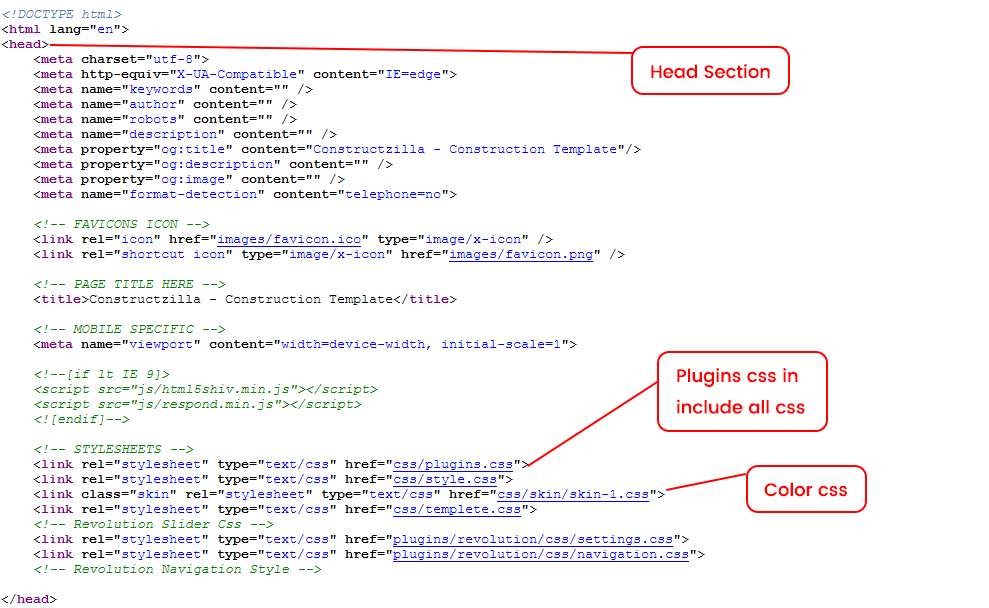 <!DOCTYPE html>
<html lang="en">
<head>
Head Section
<meta charset="utf-8">
<meta http-equiv="X-UA-Compatible" content="IE=edge">
<meta name="keywords" content="" />
<meta name="author" content="" />
<meta name="robots" content="" />
<meta name="description" content="" />
<meta property="og:title" content="Constructzilla - Construction Template"/>
<meta property="og:description" content="" />
<meta property="og:image" content="" />
<meta name="format-detection" content="telephone=no">
<!-- FAVICONS ICON -->
<link rel="icon" href="images/favicon.ico" type="image/x-icon" />
<link rel="shortcut icon" type="image/x-icon" href="images/favicon.png" />
<!-- PAGE TITLE HERE -->
<title>Constructzilla - Construction Template</title>
<!-- MOBILE SPECIFIC -->
<meta name="viewport" content="width=device-width, initial-scale=1">
<!--[if lt IE 9]>
<script src="js/html5shiv.min.js"></script>
<script src="js/respond.min.js"></script>
<![endif]-->
Plugins css in
include all css
<!-- STYLESHEETS -->
<link rel="stylesheet" type="text/css" href="css/plugins.css">
<link rel="stylesheet" type="text/css" href="css/style.css">
<link class="skin" rel="stylesheet" type="text/css" href="css/skin/skin-1.css">
Color css
<link rel="stylesheet" type="text/css" href="css/templete.css">
<!-- Revolution Slider Css -->
<link rel="stylesheet" type="text/css" href="plugins/revolution/css/settings.css">
<link rel="stylesheet" type="text/css" href="plugins/revolution/css/navigation.css">
<!-- Revolution Navigation Style -->
</head>